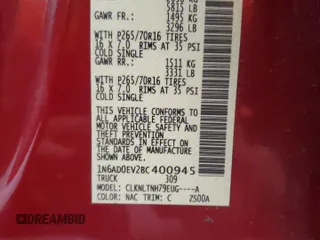 5815 LB
GAWR FR.: 1495 KG
3296 LB
WITH P265/70R16 TIRES
16 X 7.0 RIMS AT 35 PSI
COLD SINGLE
GAWR RR.: 1511 KG
3331 LB
WITH P265/70R16 TIRES
16 X 7.0 RIMS AT 35 PSI
COLD SINGLE
THIS VEHICLE CONFORMS TO
ALL APPLICABLE FEDERAL
MOTOR VEHICLE SAFETY AND
THEFT PREVENTION
STANDARDS IN EFFECT ON
THE DATE OF MANUFACTURE
SHOWN ABOVE.
1N6AD0EV2BC400945
TRUCK 309
MODEL: CLKNLTNH79EUG----A
COLOR: NAC TRIM: C ZS00A
DREAMBID